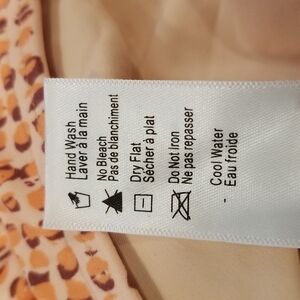 Hand Wash
Laver à la main
No Bleach
Pas de blanchiment
Dry Flat
Sécher à plat
Do Not Iron
Ne pas repasser
Cool Water
Eau froide